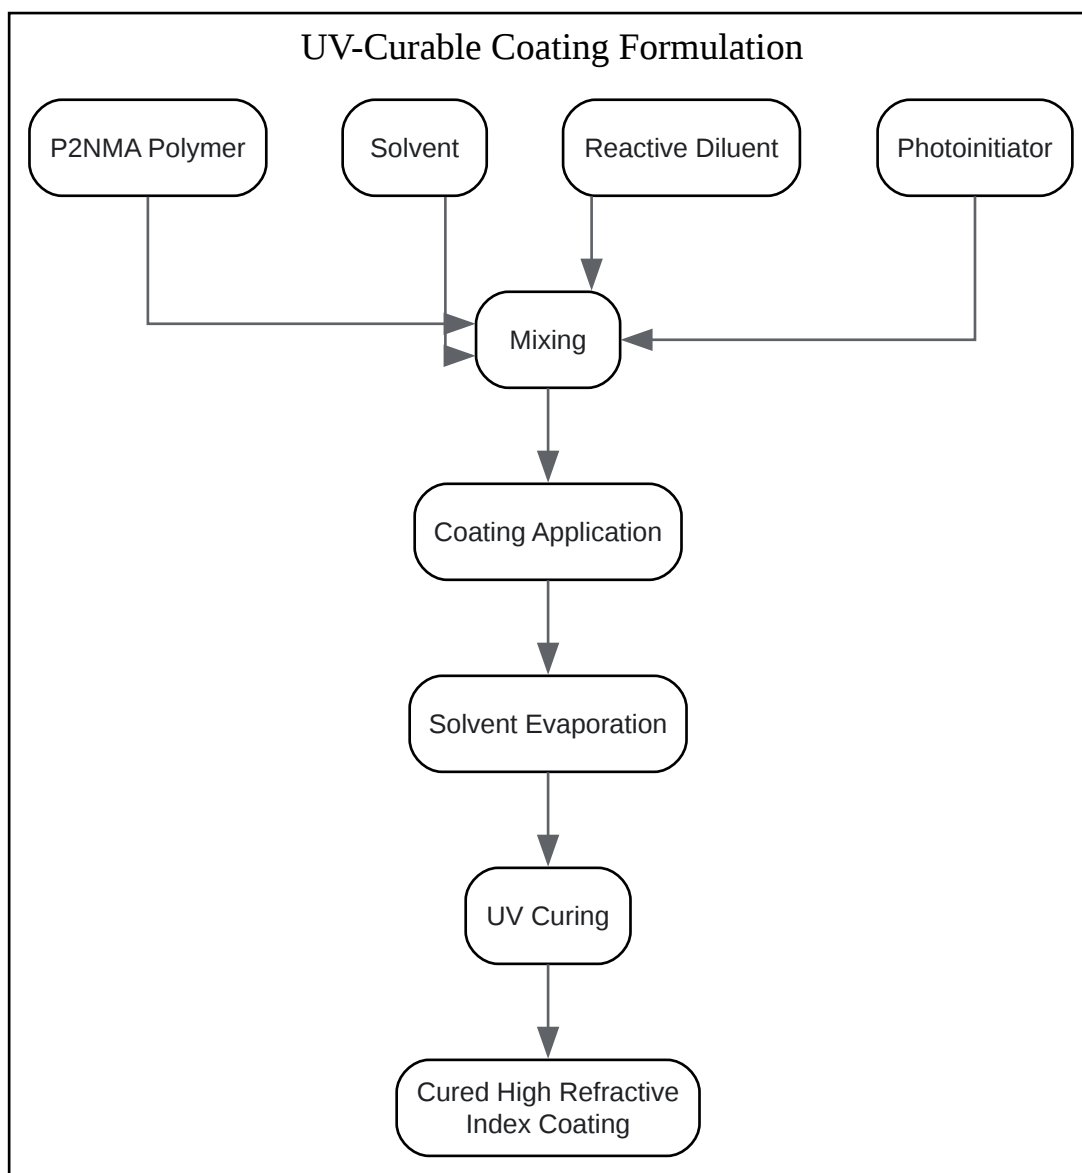 UV-Curable Coating Formulation
P2NMA Polymer
Solvent
Reactive Diluent
Photoinitiator
Mixing
Coating Application
Solvent Evaporation
UV Curing
Cured High Refractive
Index Coating